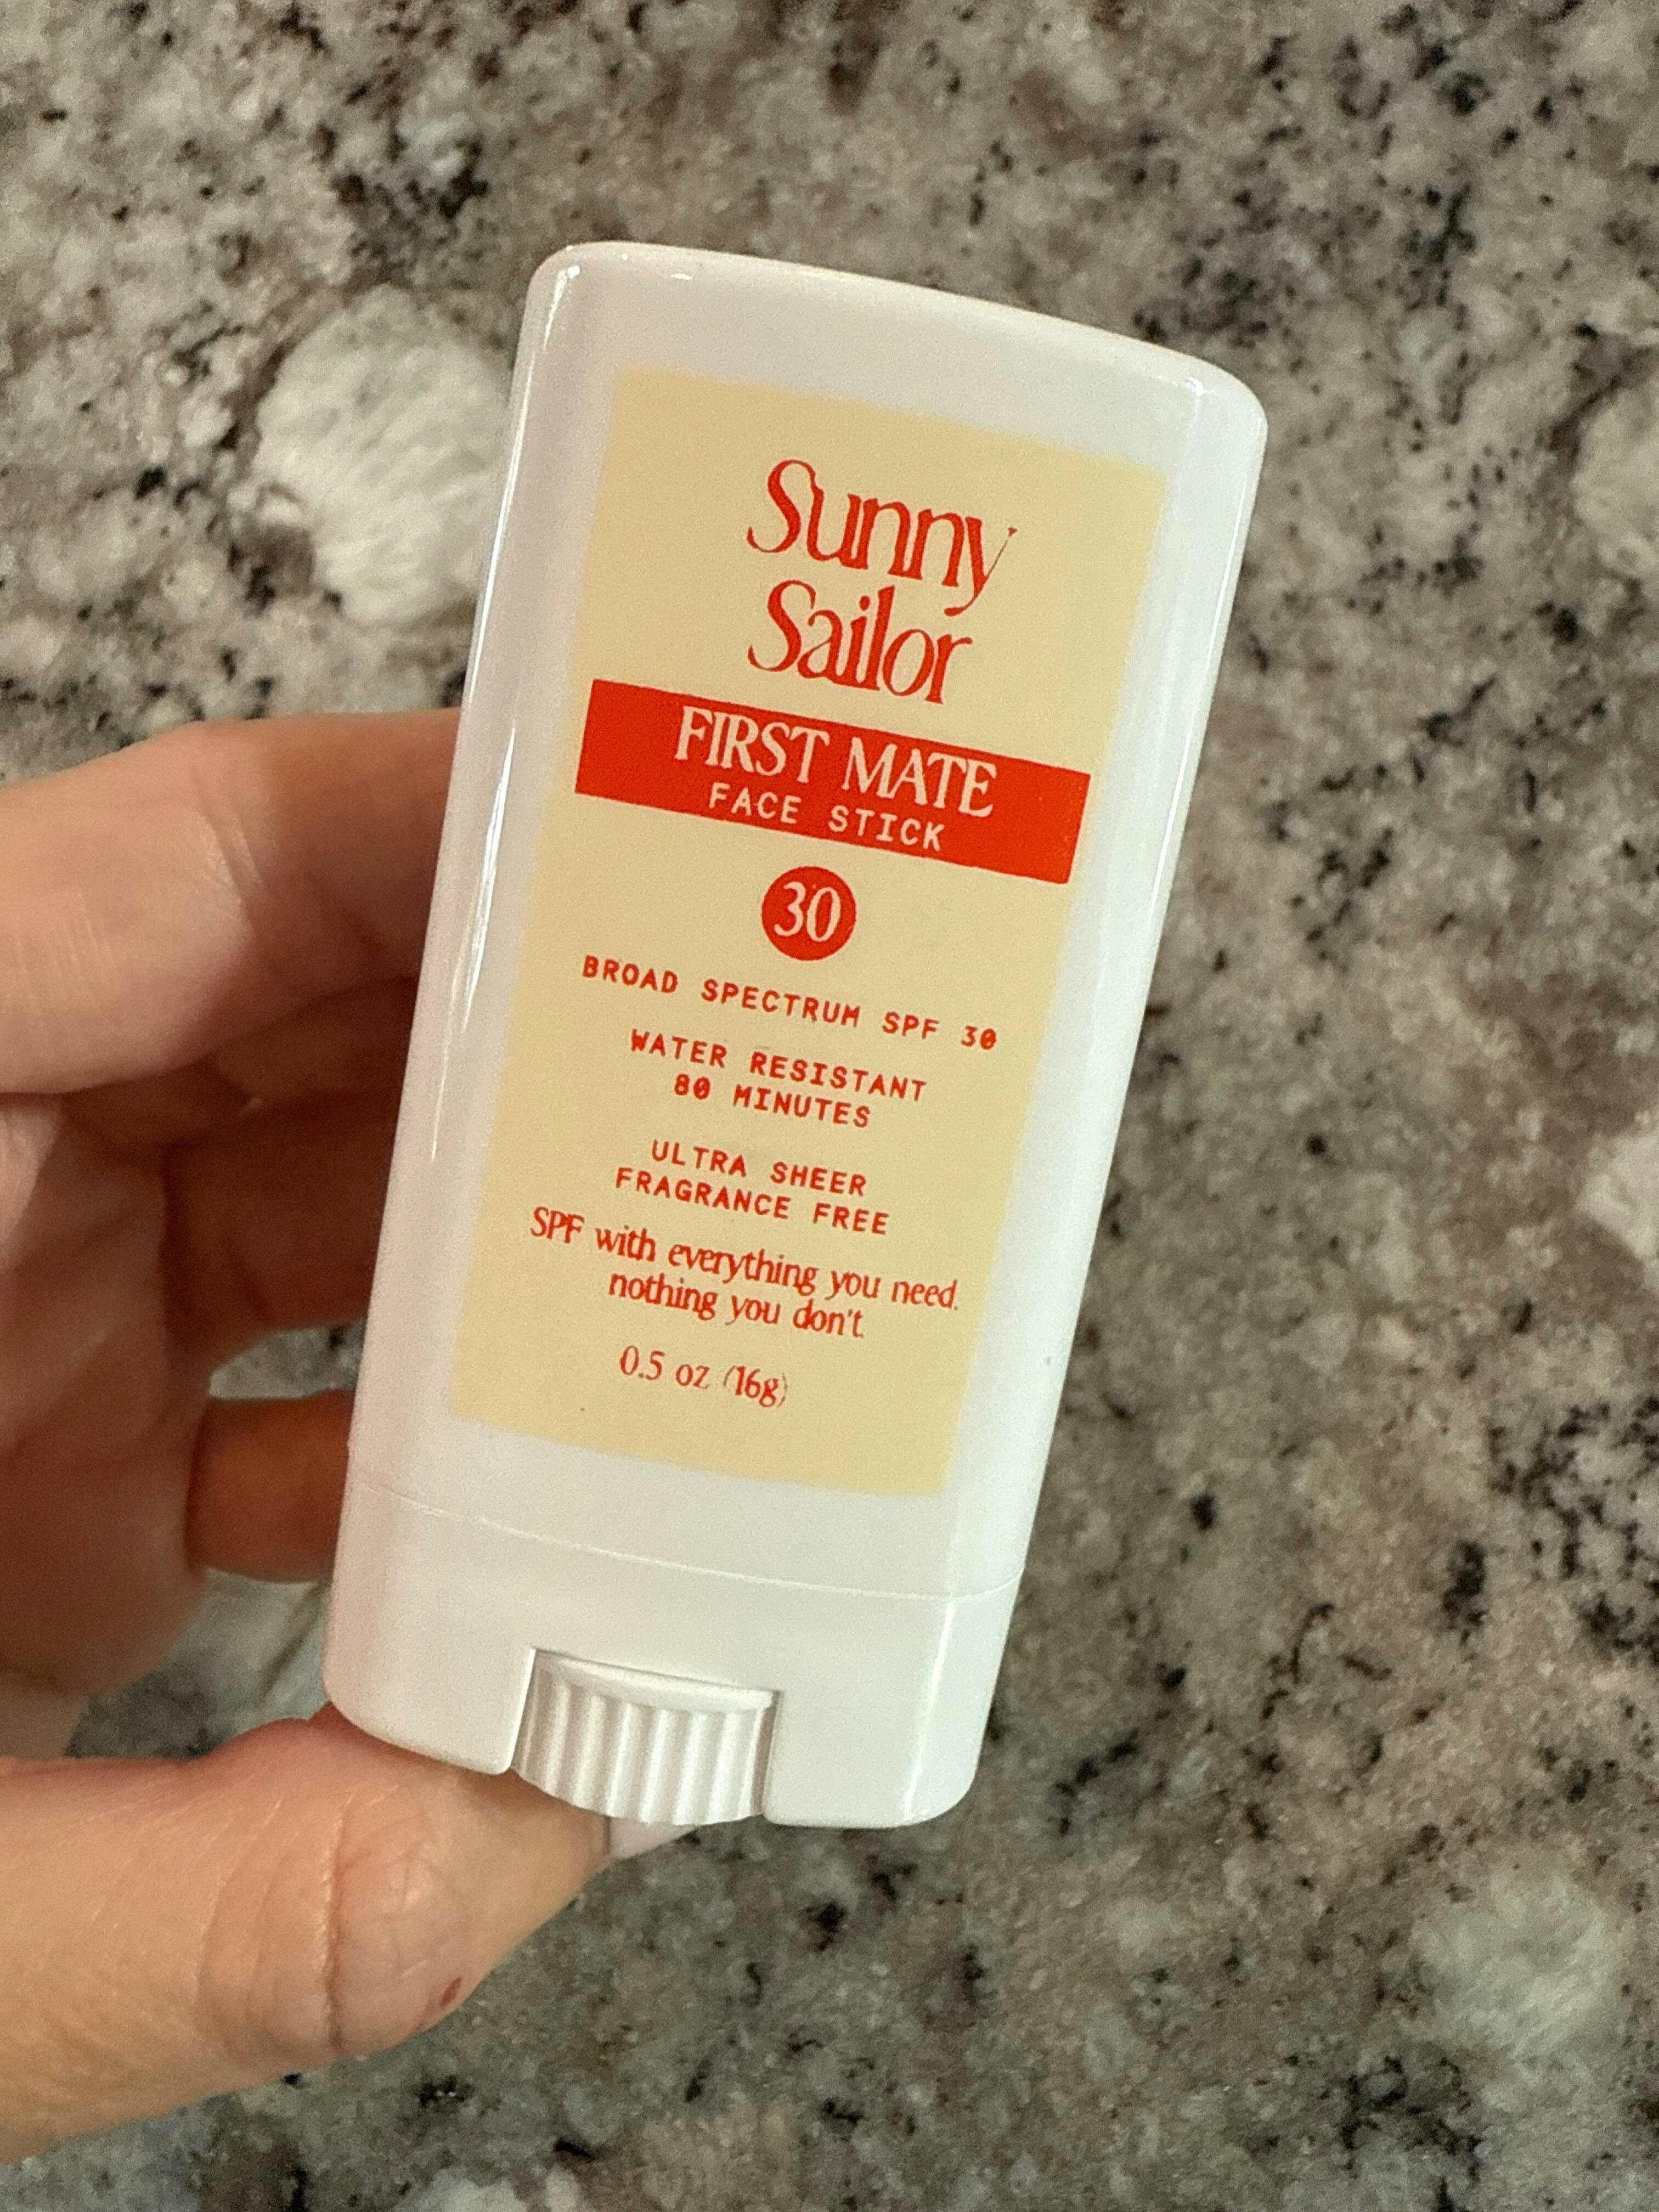 Sunny
Sailor
FIRST MATE
FACE STICK
30
BROAD SPECTRUM SPF 30
WATER RESISTANT
80 MINUTES
ULTRA SHEER
FRAGRANCE FREE
SPF with everything you need.
nothing you don't.
0.5 oz (16g)